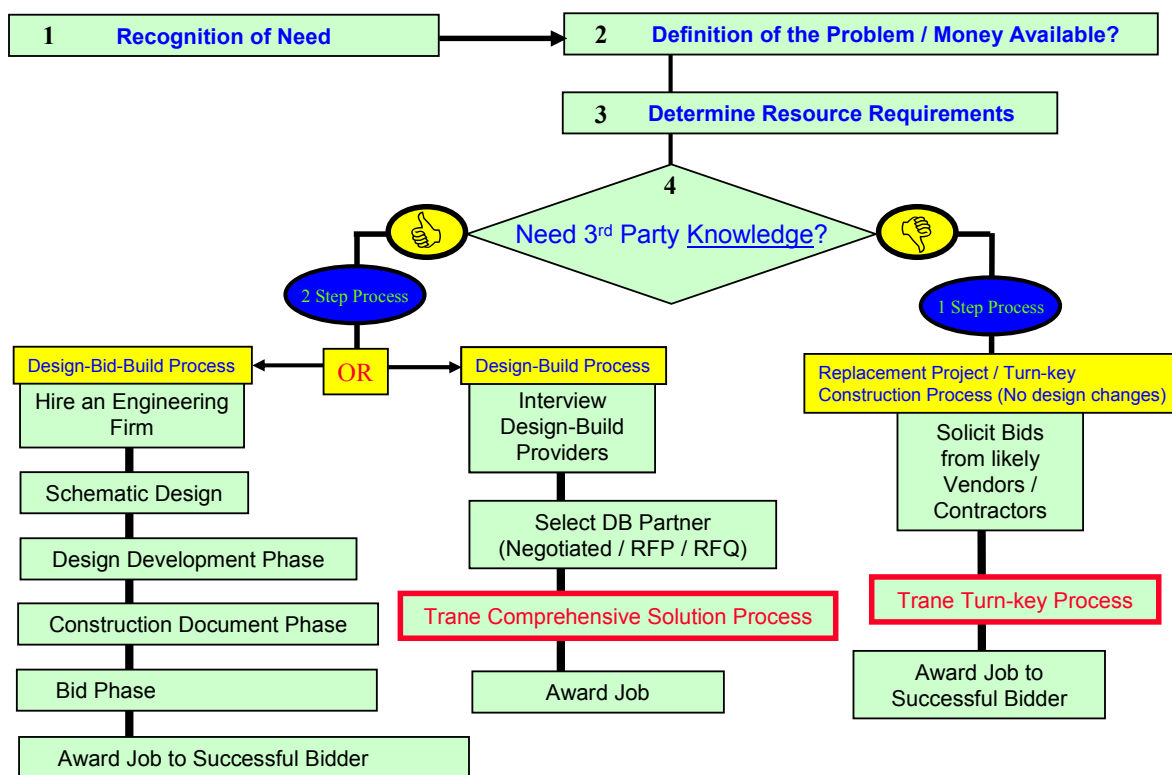 1 Recognition of Need
2 Definition of the Problem / Money Available?
3 Determine Resource Requirements
4
Need 3rd Party Knowledge?
2 Step Process
1 Step Process
Design-Bid-Build Process
OR
Design-Build Process
Replacement Project / Turn-key
Construction Process (No design changes)
Hire an Engineering
Firm
Schematic Design
Design Development Phase
Construction Document Phase
Bid Phase
Award Job to Successful Bidder
Interview
Design-Build
Providers
Select DB Partner
(Negotiated / RFP / RFQ)
Trane Comprehensive Solution Process
Award Job
Solicit Bids
from likely
Vendors /
Contractors
Trane Turn-key Process
Award Job to
Successful Bidder